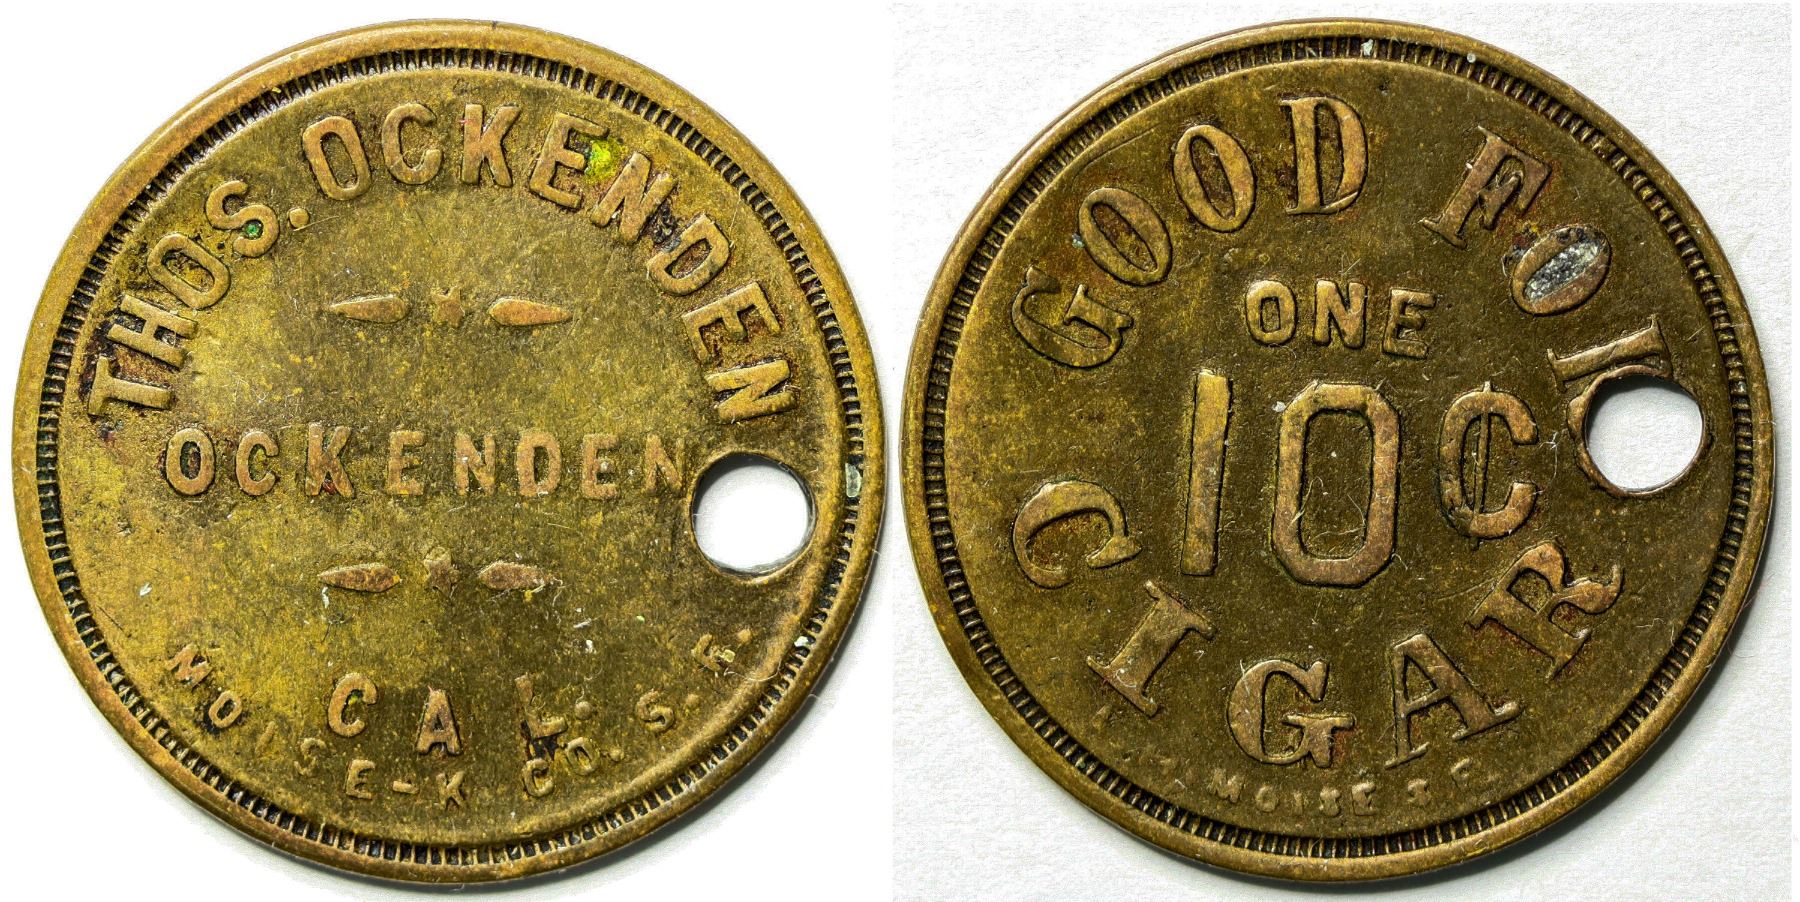 THOS. OCKENDEN
OCKENDEN
CAL.
MOISE-K. CO. S.F.
GOOD FOR
ONE
10¢
CIGAR
MOISE S.F.